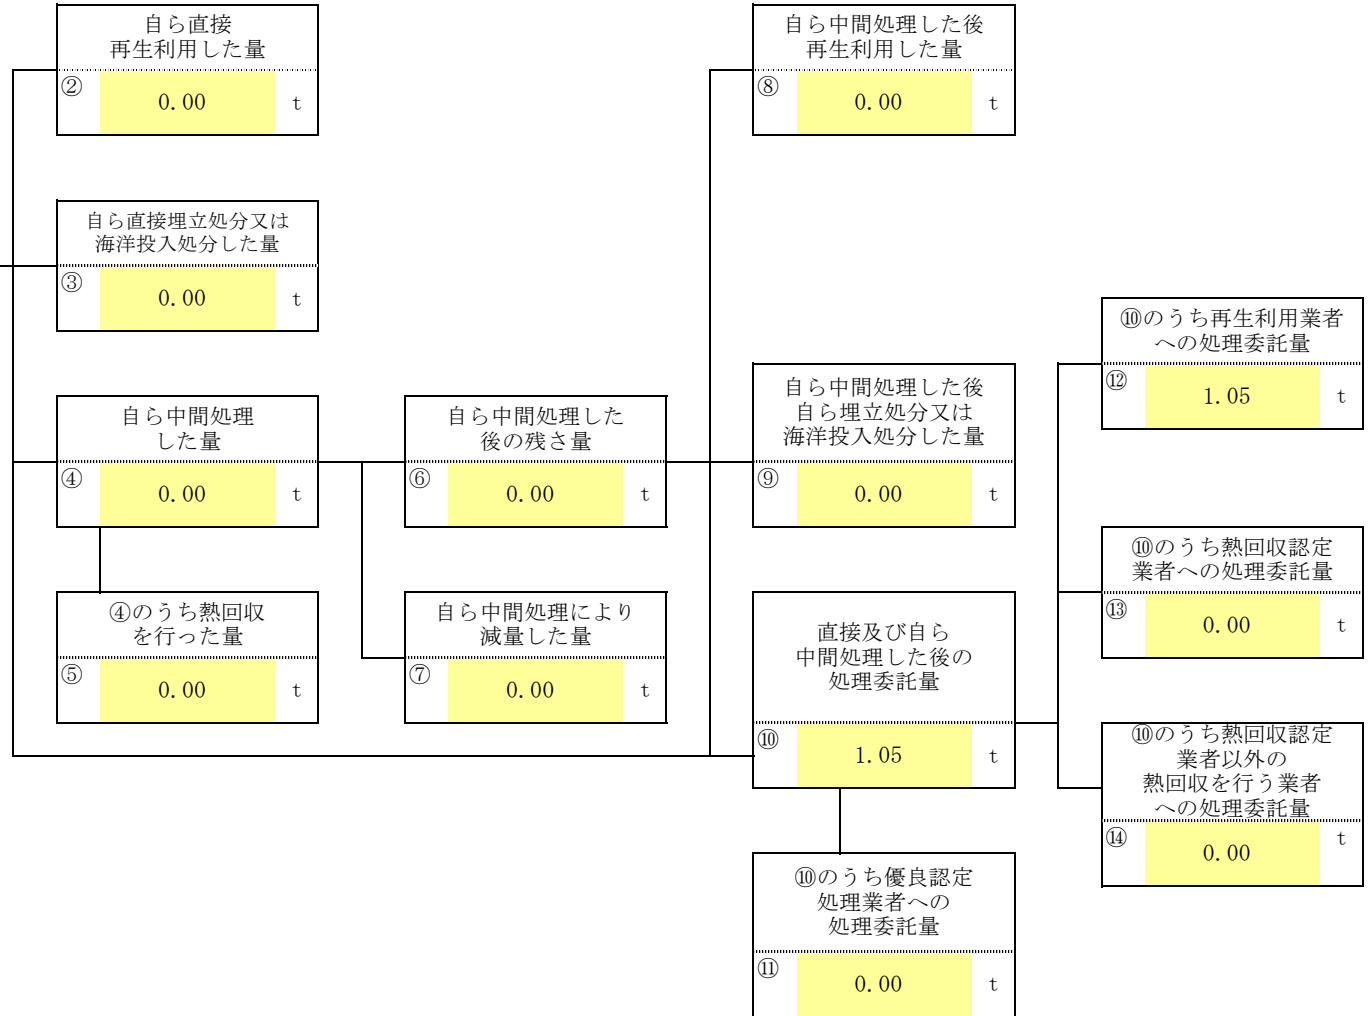 自ら直接
再生利用した量
②
0.00
t
自ら中間処理した後
再生利用した量
⑧
0.00
t
自ら直接埋立処分又は
海洋投入処分した量
③
0.00
t
⑩のうち再生利用業者
への処理委託量
⑫
1.05
t
自ら中間処理
した量
④
0.00
t
自ら中間処理した
後の残さ量
⑥
0.00
t
自ら中間処理した後
自ら埋立処分又は
海洋投入処分した量
⑨
0.00
t
⑩のうち熱回収認定
業者への処理委託量
⑬
0.00
t
④のうち熱回収
を行った量
⑤
0.00
t
自ら中間処理により
減量した量
⑦
0.00
t
直接及び自ら
中間処理した後の
処理委託量
⑩
1.05
t
⑩のうち熱回収認定
業者以外の
熱回収を行う業者
への処理委託量
⑭
0.00
t
⑩のうち優良認定
処理業者への
処理委託量
⑪
0.00
t